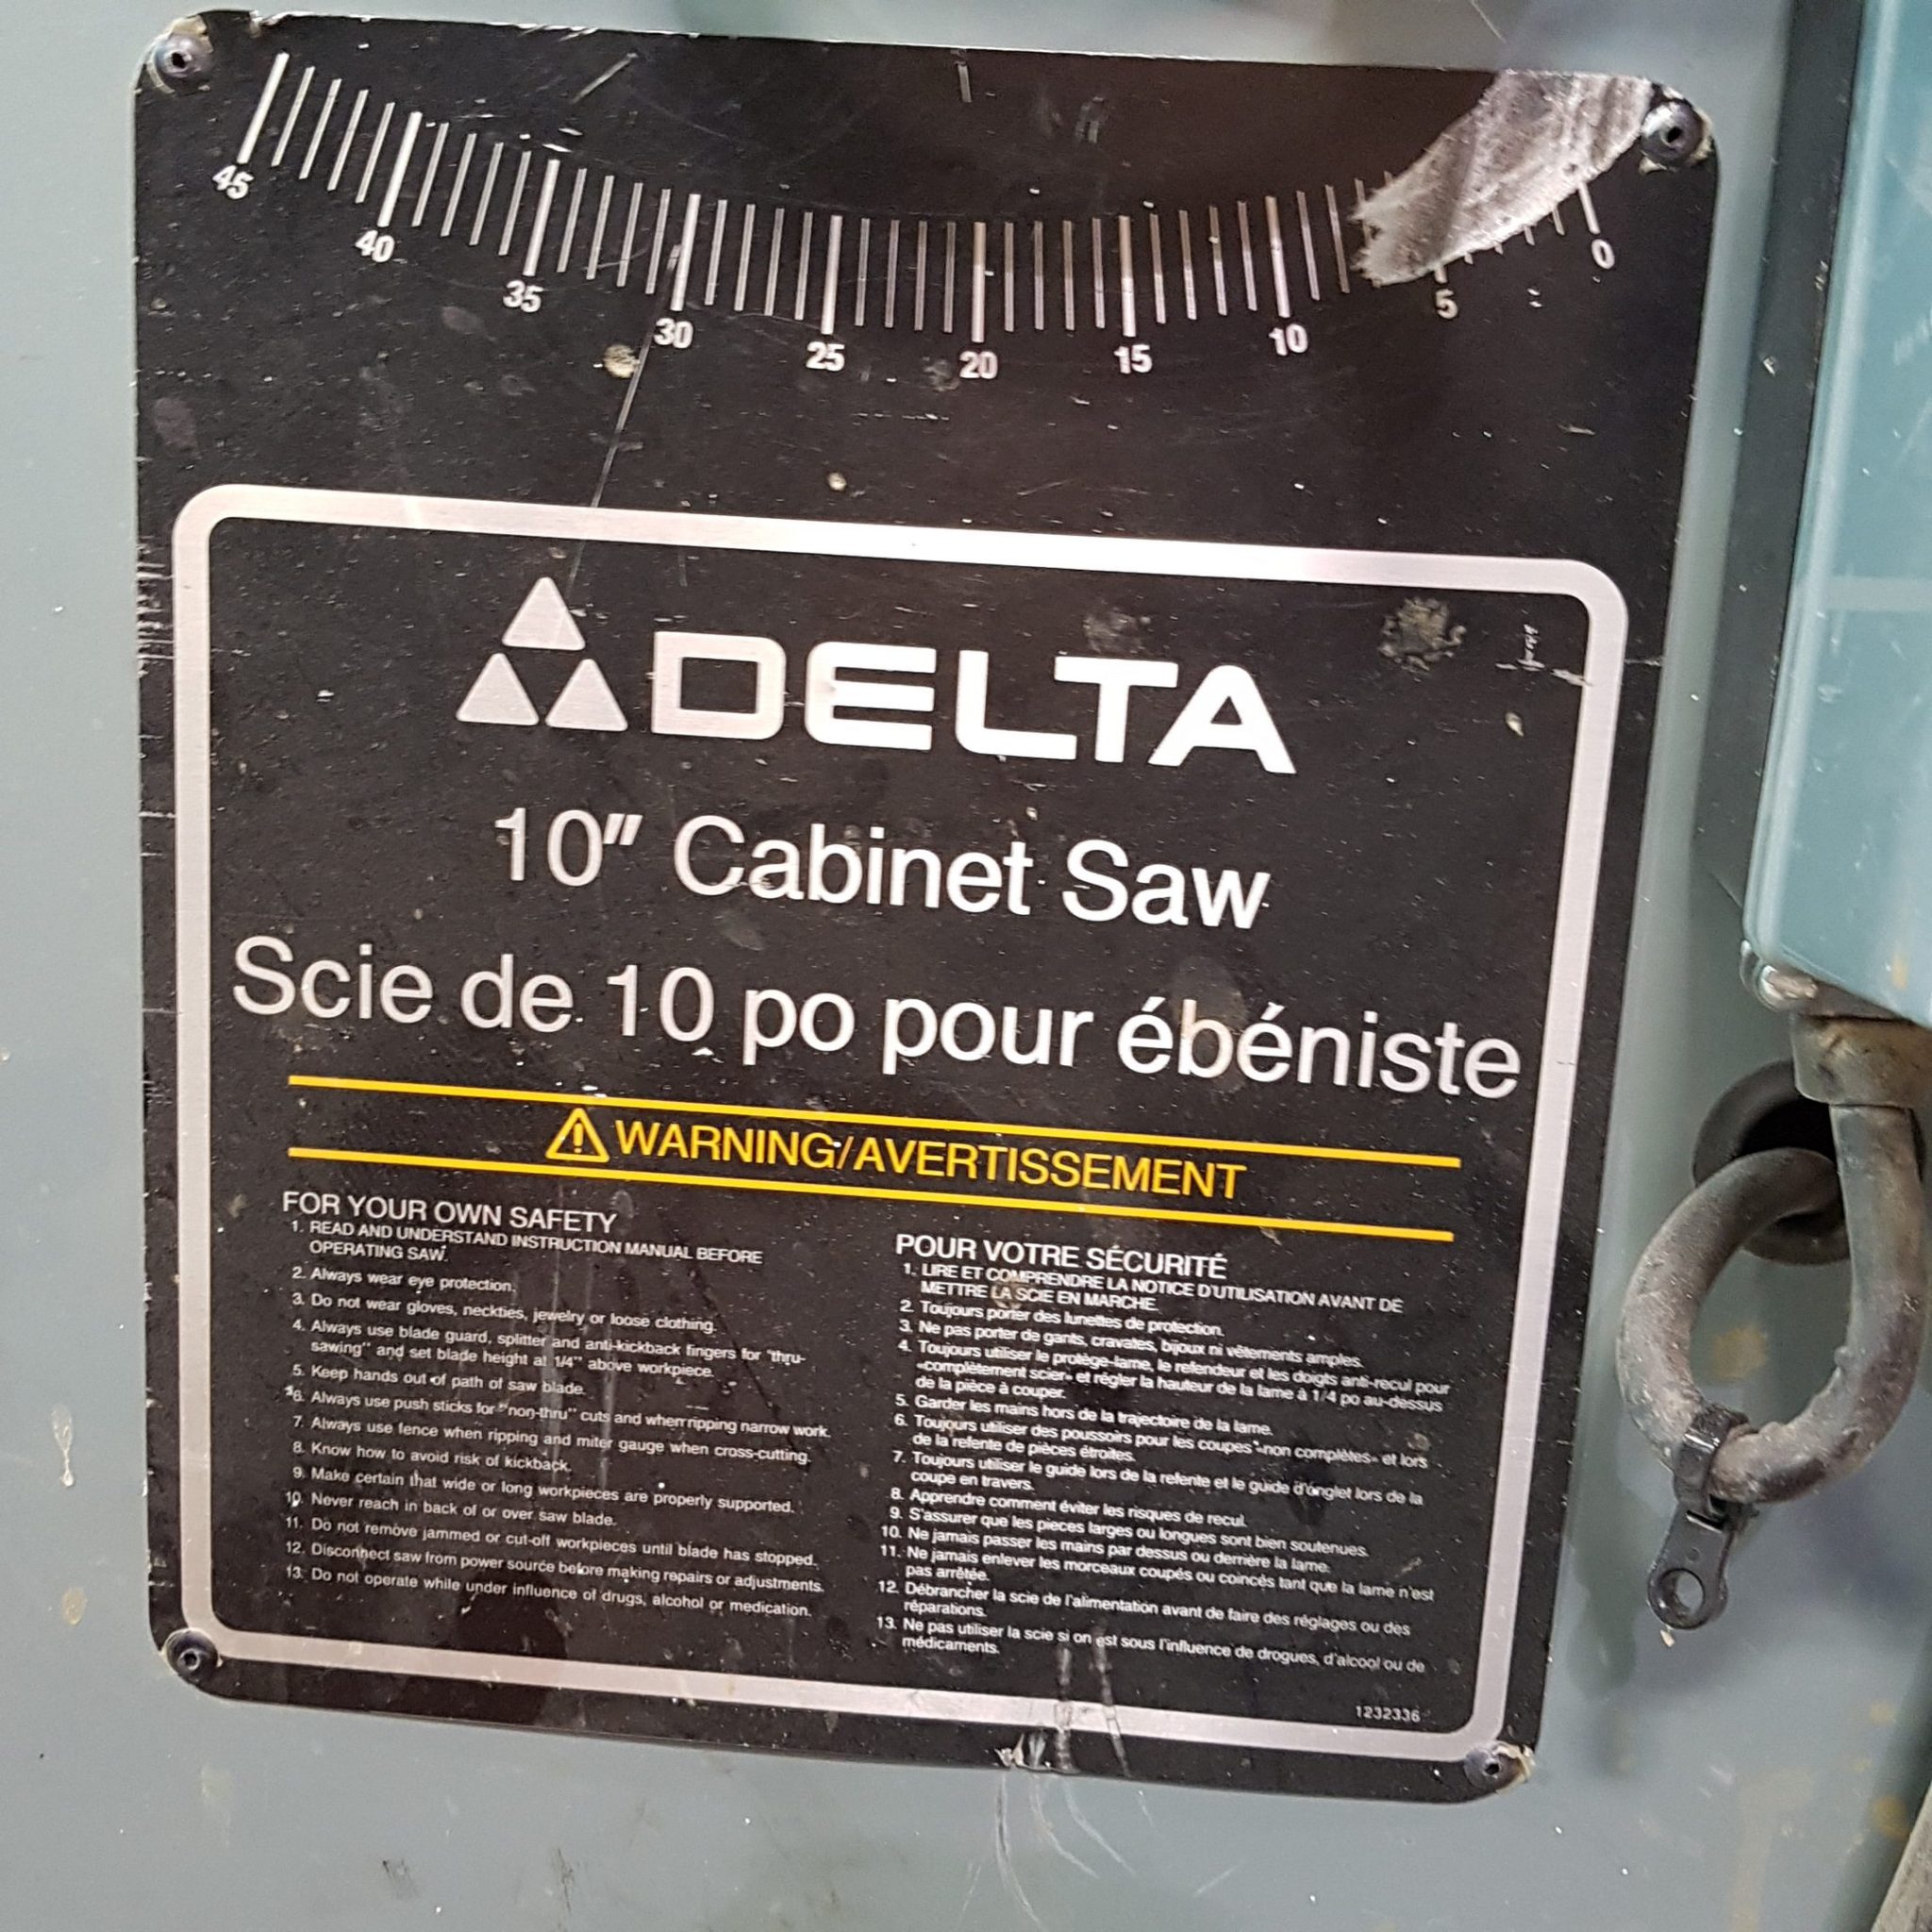 45 40 35 30 25 20 15 10 5 0
DELTA
10" Cabinet Saw
Scie de 10 po pour ébéniste
WARNING/AVERTISSEMENT
FOR YOUR OWN SAFETY
1. READ AND UNDERSTAND INSTRUCTION MANUAL BEFORE
OPERATING SAW.
2. Always wear eye protection.
3. Do not wear gloves, neckties, jewelry or loose clothing.
4. Always use blade guard, splitter and anti-kickback fingers for "thru-
sawing" and set blade height at 1/4" above workpiece.
5. Keep hands out of path of saw blade.
6. Always use push sticks for "non-thru" cuts and when ripping narrow work.
7. Always use fence when ripping and miter gauge when cross-cutting.
8. Know how to avoid risk of kickback.
9. Make certain that wide or long workpieces are properly supported.
10. Never reach in back of or over saw blade.
11. Do not remove jammed or cut-off workpieces until blade has stopped.
12. Disconnect saw from power source before making repairs or adjustments.
13. Do not operate while under influence of drugs, alcohol or medication.
POUR VOTRE SÉCURITÉ
1. LIRE ET COMPRENDRE LA NOTICE D'UTILISATION AVANT DE
METTRE LA SCIE EN MARCHE.
2. Toujours porter des lunettes de protection.
3. Ne pas porter de gants, cravates, bijoux ni vêtements amples.
4. Toujours utiliser le protège-lame, le refendeur et les doigts anti-recul pour
«complètement scier» et régler la hauteur de la lame à 1/4 po au-dessus
de la pièce à couper.
5. Garder les mains hors de la trajectoire de la lame.
6. Toujours utiliser des poussoirs pour les coupes «non complètes» et lors
de la refente de pièces étroites.
7. Toujours utiliser le guide lors de la refente et le guide d'onglet lors de la
coupe en travers.
8. Apprendre comment éviter les risques de recul.
9. S'assurer que les pieces larges ou longues sont bien soutenues.
10. Ne jamais passer les mains par dessus ou derrière la lame.
11. Ne jamais enlever les morceaux coupés ou coincés tant que la lame n'est
pas arrêtée.
12. Débrancher la scie de l'alimentation avant de faire des réglages ou des
réparations.
13. Ne pas utiliser la scie si on est sous l'influence de drogues, d'alcool ou de
médicaments.
1232336